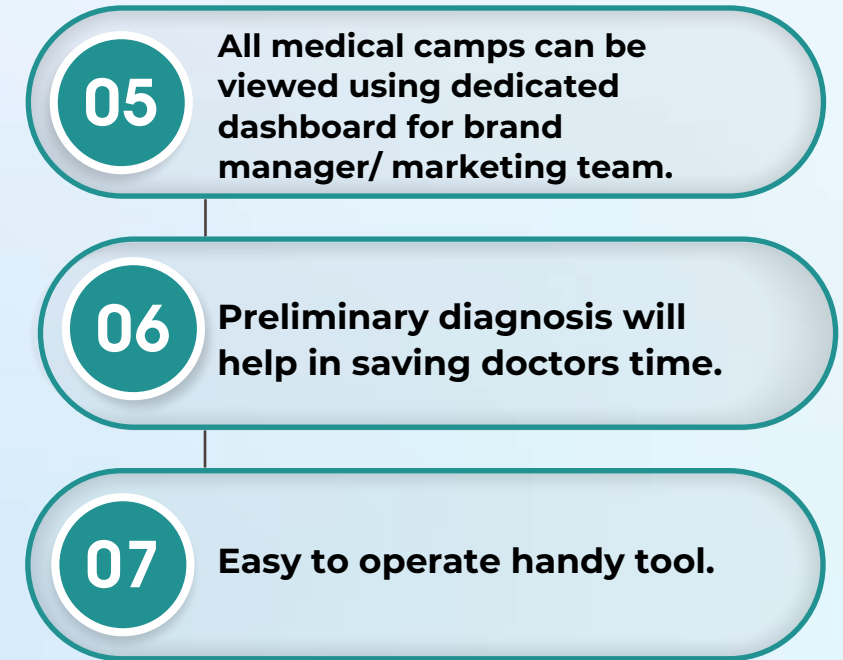 05
All medical camps can be
viewed using dedicated
dashboard for brand
manager/ marketing team.
06
Preliminary diagnosis will
help in saving doctors time.
07
Easy to operate handy tool.